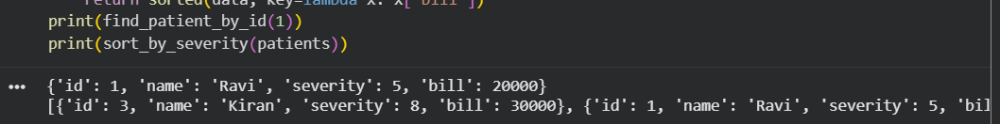 return sorted(data, key=lambda x: x['bill'])
print(find_patient_by_id(1))
print(sort_by_severity(patients))
••• {'id': 1, 'name': 'Ravi', 'severity': 5, 'bill': 20000}
[{'id': 3, 'name': 'Kiran', 'severity': 8, 'bill': 30000}, {'id': 1, 'name': 'Ravi', 'severity': 5, 'bil